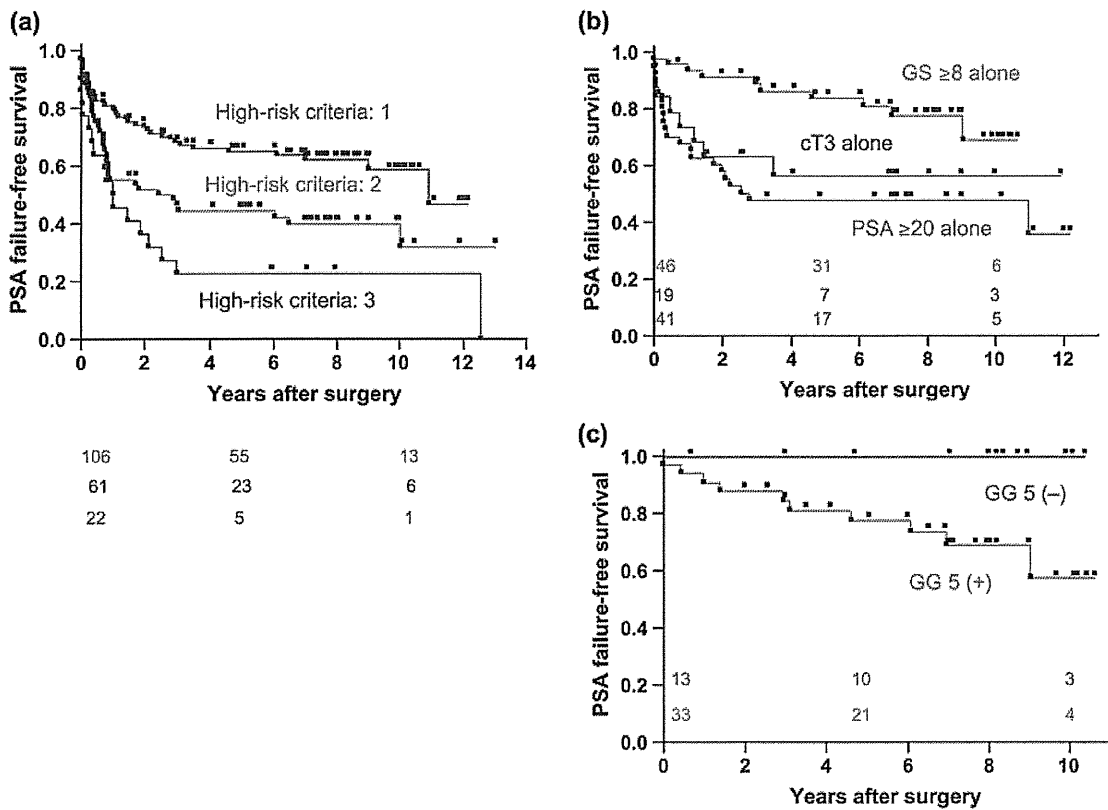 (a)
PSA failure-free survival
1.0
0.8
0.6
0.4
0.2
0.0
High-risk criteria: 1
High-risk criteria: 2
High-risk criteria: 3
0 2 4 6 8 10 12 14
Years after surgery
106 55 13
61 23 6
22 5 1
(b)
PSA failure-free survival
1.0
0.8
0.6
0.4
0.2
0.0
GS ≥8 alone
cT3 alone
PSA ≥20 alone
46 31 6
19 7 3
41 17 5
0 2 4 6 8 10 12
Years after surgery
(c)
PSA failure-free survival
1.0
0.8
0.6
0.4
0.2
0.0
GG 5 (–)
GG 5 (+)
13 10 3
33 21 4
0 2 4 6 8 10
Years after surgery